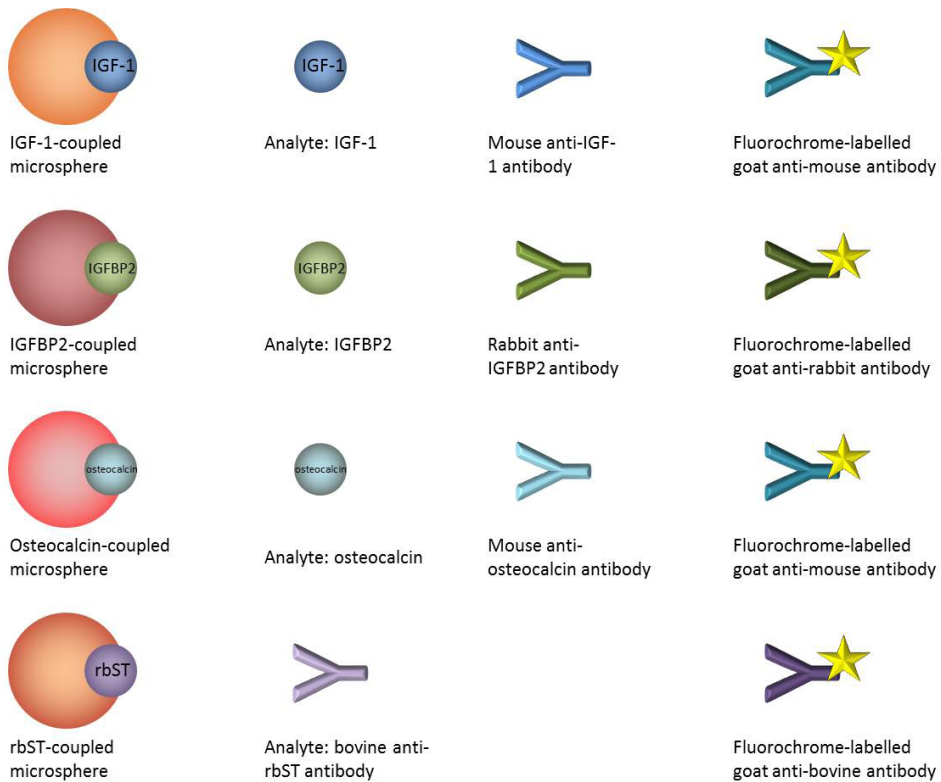 IGF-1
IGF-1
IGF-1-coupled
microsphere
Analyte: IGF-1
Mouse anti-IGF-
1 antibody
Fluorochrome-labelled
goat anti-mouse antibody
IGFBP2
IGFBP2
IGFBP2-coupled
microsphere
Analyte: IGFBP2
Rabbit anti-
IGFBP2 antibody
Fluorochrome-labelled
goat anti-rabbit antibody
osteocalcin
osteocalcin
Osteocalcin-coupled
microsphere
Analyte: osteocalcin
Mouse anti-
osteocalcin antibody
Fluorochrome-labelled
goat anti-mouse antibody
rbST
rbST-coupled
microsphere
Analyte: bovine anti-
rbST antibody
Fluorochrome-labelled
goat anti-bovine antibody